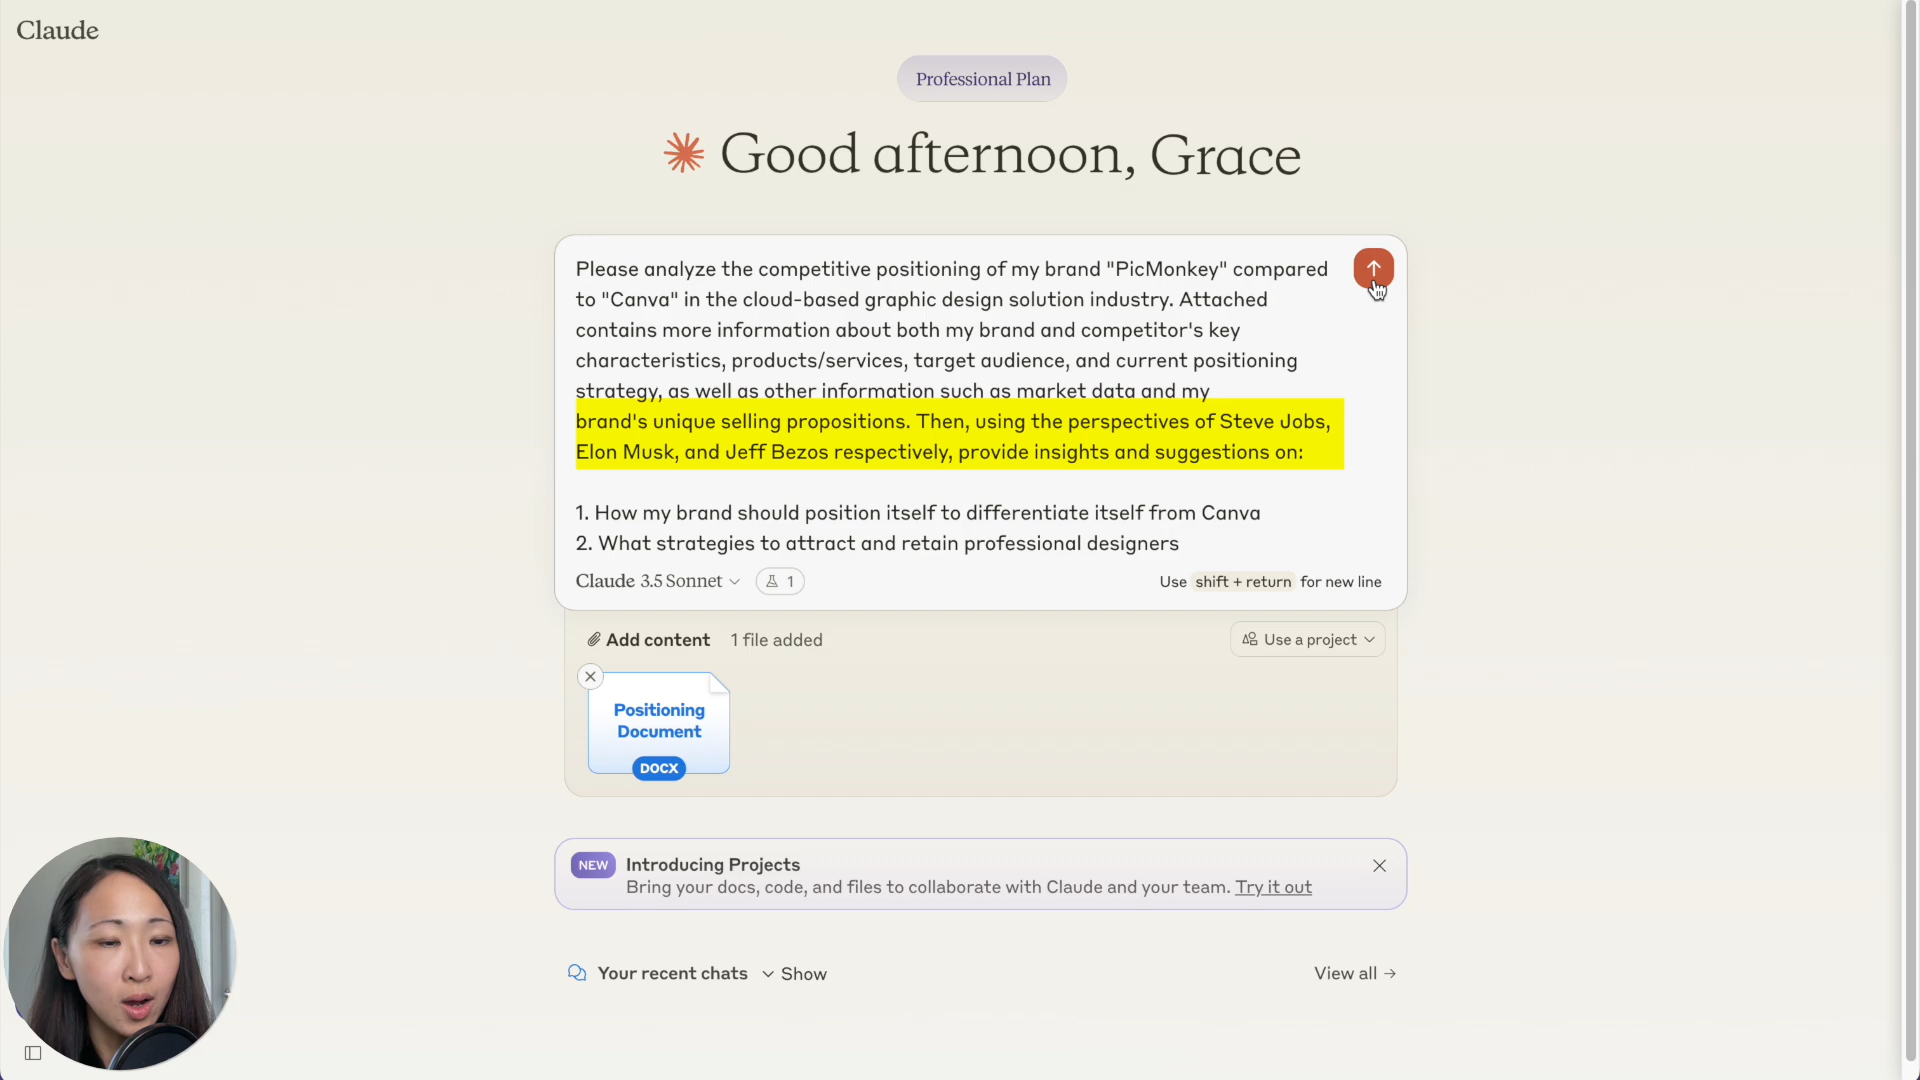 Claude
Professional Plan
Good afternoon, Grace
Please analyze the competitive positioning of my brand "PicMonkey" compared
to "Canva" in the cloud-based graphic design solution industry. Attached
contains more information about both my brand and competitor's key
characteristics, products/services, target audience, and current positioning
strategy, as well as other information such as market data and my
brand's unique selling propositions. Then, using the perspectives of Steve Jobs,
Elon Musk, and Jeff Bezos respectively, provide insights and suggestions on:
1. How my brand should position itself to differentiate itself from Canva
2. What strategies to attract and retain professional designers
Claude 3.5 Sonnet 1 Use shift + return for new line
Add content 1 file added Use a project
Positioning
Document
DOCX
NEW Introducing Projects
Bring your docs, code, and files to collaborate with Claude and your team. Try it out
Your recent chats Show View all →